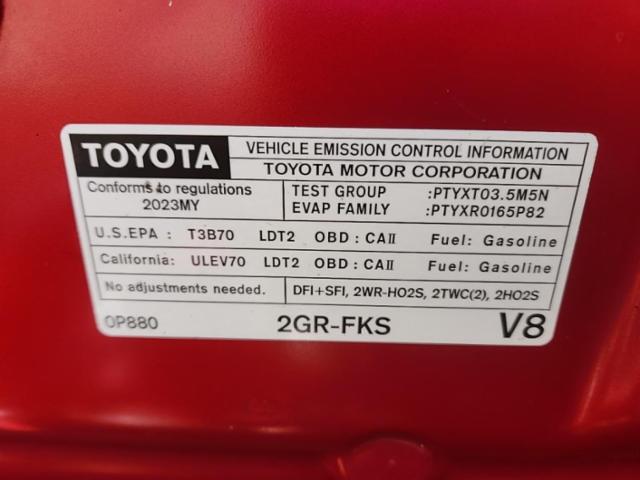 TOYOTA
VEHICLE EMISSION CONTROL INFORMATION
TOYOTA MOTOR CORPORATION
Conforms to regulations
2023MY
TEST GROUP :PTYXT03.5M5N
EVAP FAMILY :PTYXR0165P82
U.S.EPA : T3B70 LDT2 OBD : CAII Fuel: Gasoline
California: ULEV70 LDT2 OBD : CAII Fuel: Gasoline
No adjustments needed.
DFI+SFI, 2WR-HO2S, 2TWC(2), 2HO2S
0P880 2GR-FKS V8